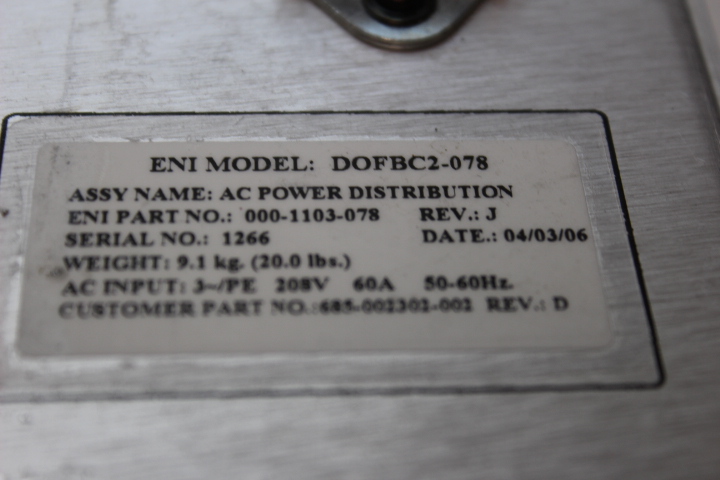 ENI MODEL: DOFBC2-078
ASSY NAME: AC POWER DISTRIBUTION
ENI PART NO.: 000-1103-078 REV.: J
SERIAL NO.: 1266 DATE.: 04/03/06
WEIGHT: 9.1 kg. (20.0 lbs.)
AC INPUT: 3~/PE 208V 60A 50-60Hz.
CUSTOMER PART NO.:685-002302-002 REV.: D